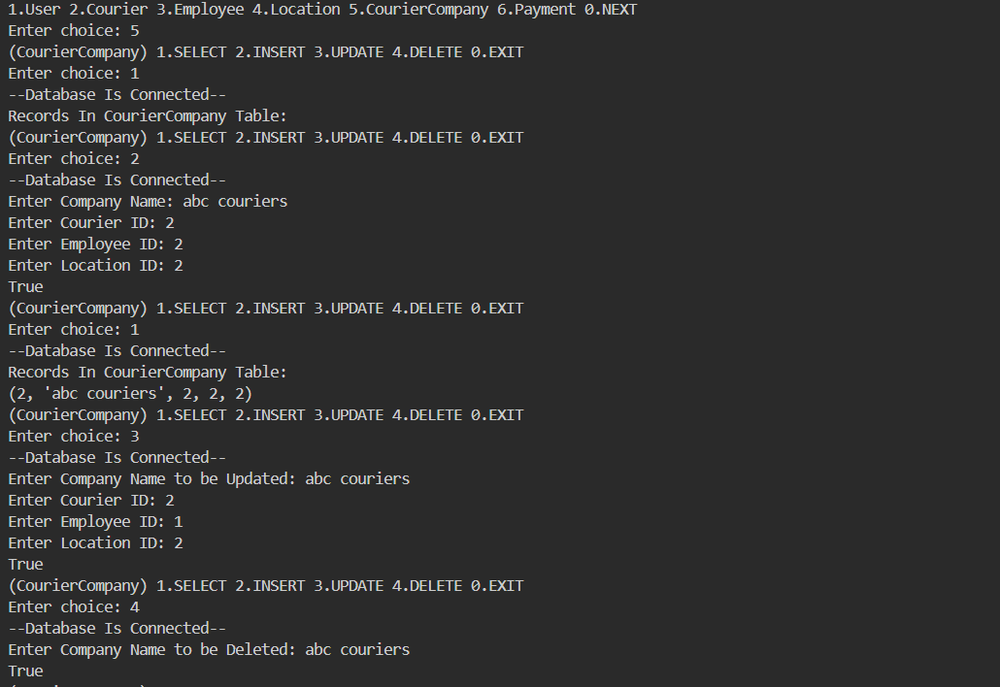 1.User 2.Courier 3.Employee 4.Location 5.CourierCompany 6.Payment 0.NEXT
Enter choice: 5
(CourierCompany) 1.SELECT 2.INSERT 3.UPDATE 4.DELETE 0.EXIT
Enter choice: 1
--Database Is Connected--
Records In CourierCompany Table:
(CourierCompany) 1.SELECT 2.INSERT 3.UPDATE 4.DELETE 0.EXIT
Enter choice: 2
--Database Is Connected--
Enter Company Name: abc couriers
Enter Courier ID: 2
Enter Employee ID: 2
Enter Location ID: 2
True
(CourierCompany) 1.SELECT 2.INSERT 3.UPDATE 4.DELETE 0.EXIT
Enter choice: 1
--Database Is Connected--
Records In CourierCompany Table:
(2, 'abc couriers', 2, 2, 2)
(CourierCompany) 1.SELECT 2.INSERT 3.UPDATE 4.DELETE 0.EXIT
Enter choice: 3
--Database Is Connected--
Enter Company Name to be Updated: abc couriers
Enter Courier ID: 2
Enter Employee ID: 1
Enter Location ID: 2
True
(CourierCompany) 1.SELECT 2.INSERT 3.UPDATE 4.DELETE 0.EXIT
Enter choice: 4
--Database Is Connected--
Enter Company Name to be Deleted: abc couriers
True